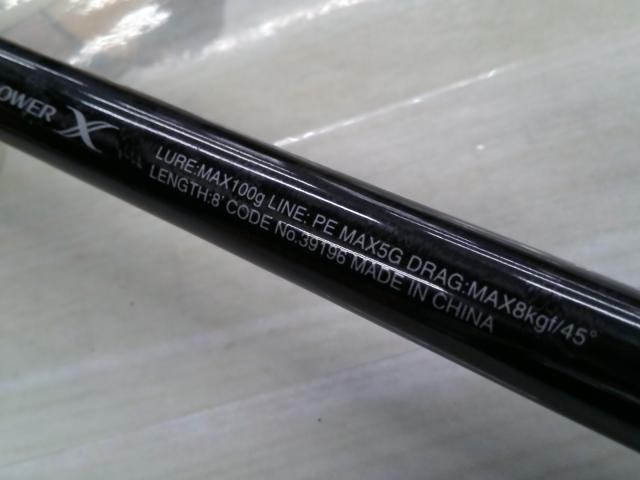 OWER X
LURE:MAX100g LINE: PE MAX5G DRAG:MAX8kgf/45°
LENGTH:8' CODE No.39196 MADE IN CHINA